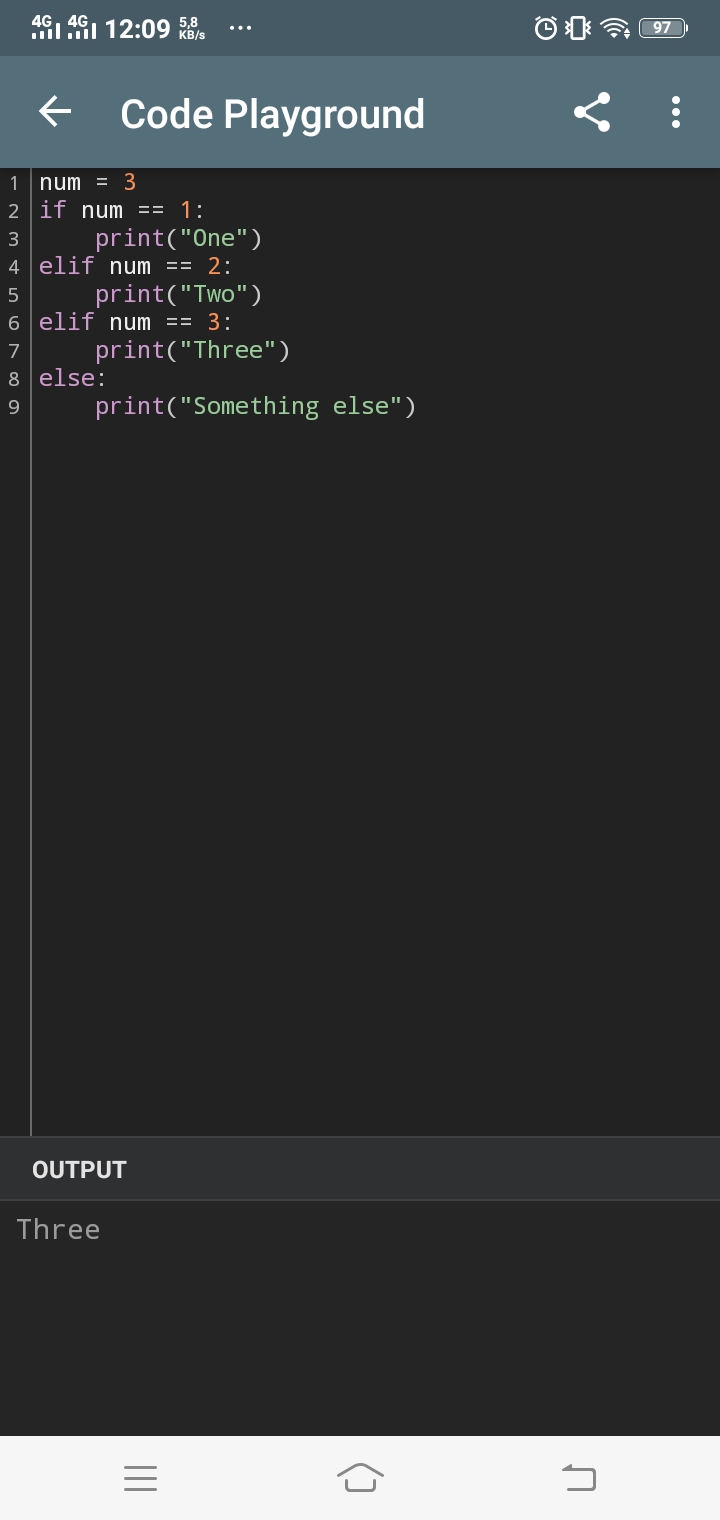 4G 4G 12:09 5,8 KB/s ... 97
Code Playground
1 num = 3
2 if num == 1:
3     print("One")
4 elif num == 2:
5     print("Two")
6 elif num == 3:
7     print("Three")
8 else:
9     print("Something else")
OUTPUT
Three